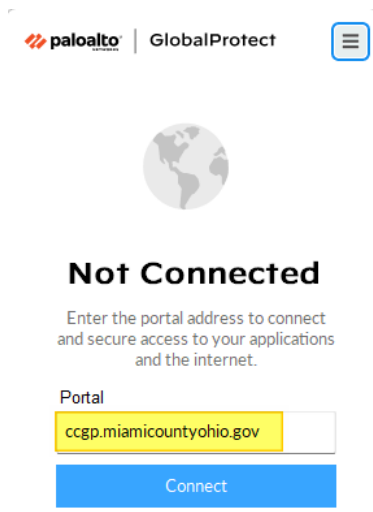 paloalto | GlobalProtect
NETWORKS
Not Connected
Enter the portal address to connect
and secure access to your applications
and the internet.
Portal
ccgp.miamicountyohio.gov
Connect